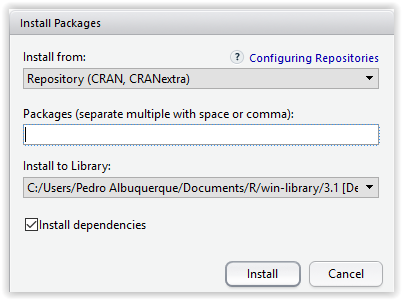 Install Packages
Install from:
? Configuring Repositories
Repository (CRAN, CRANextra)
Packages (separate multiple with space or comma):
Install to Library:
C:/Users/Pedro Albuquerque/Documents/R/win-library/3.1 [De
Install dependencies
Install Cancel